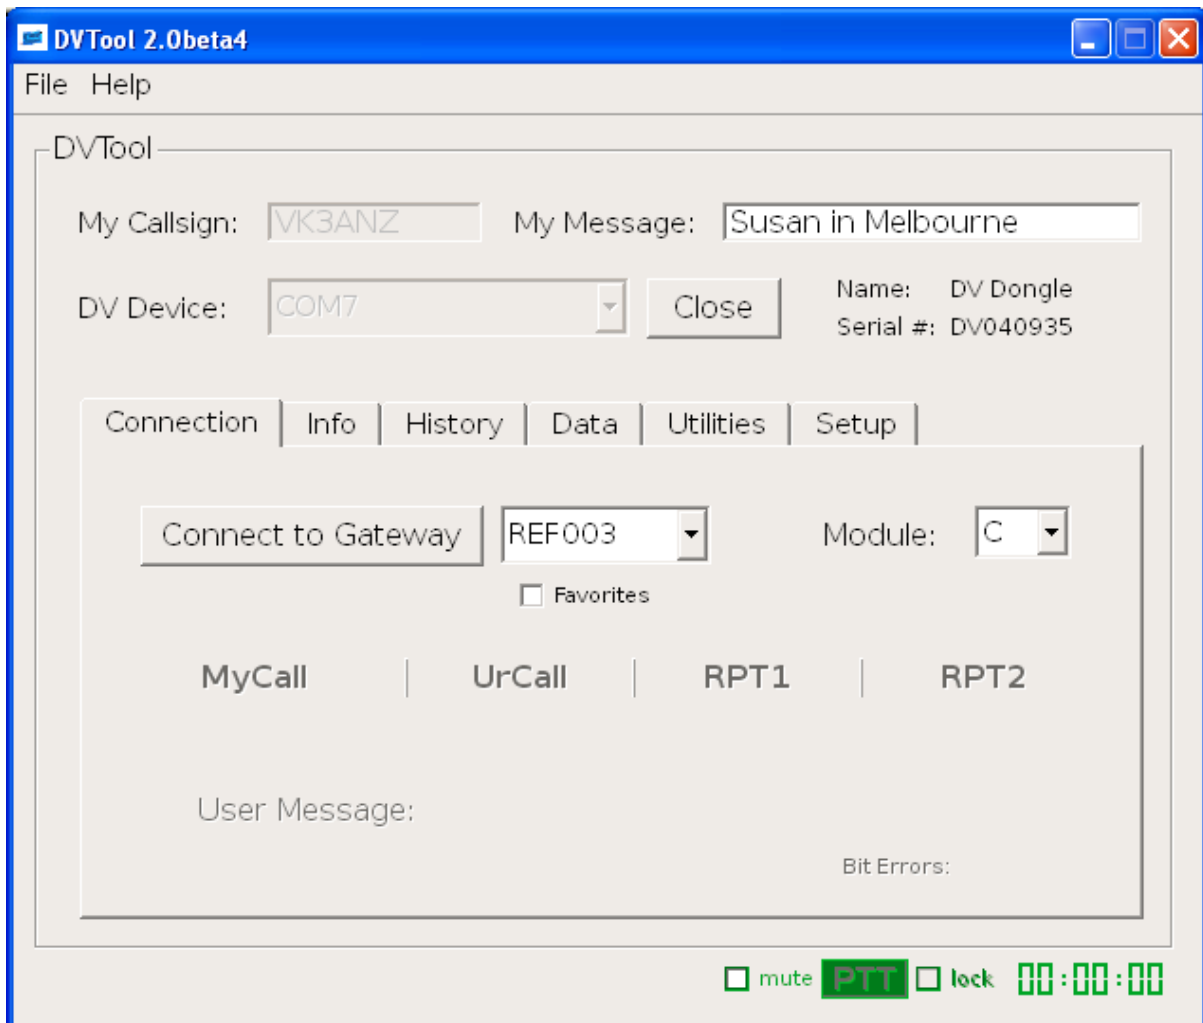 DVTool 2.0beta4
File Help
DVTool
My Callsign: VK3ANZ My Message: Susan in Melbourne
DV Device: COM7 Close Name: DV Dongle
Serial #: DV040935
Connection Info History Data Utilities Setup
Connect to Gateway REF003 Module: C
Favorites
MyCall UrCall RPT1 RPT2
User Message:
Bit Errors:
mute PTT lock 00:00:00